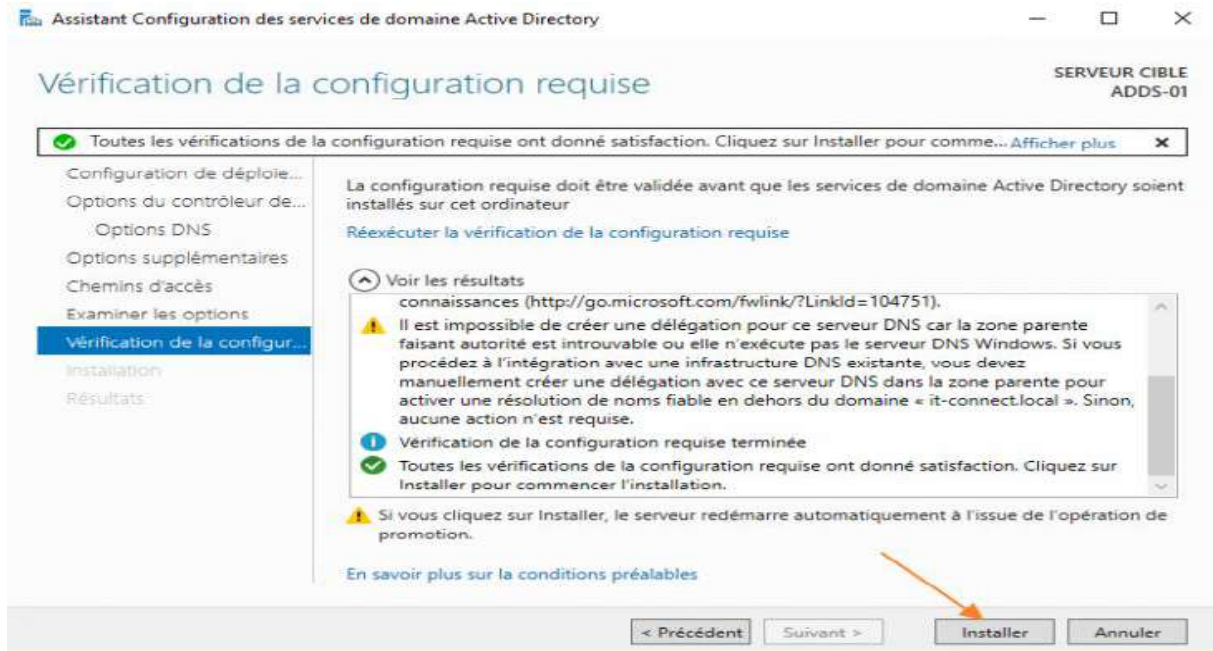 Assistant Configuration des services de domaine Active Directory
Vérification de la configuration requise
SERVEUR CIBLE
ADDS-01
Toutes les vérifications de la configuration requise ont donné satisfaction. Cliquez sur Installer pour comme... Afficher plus
Configuration de déploie...
Options du contrôleur de...
Options DNS
Options supplémentaires
Chemins d'accès
Examiner les options
Vérification de la configur...
Installation
Résultats
La configuration requise doit être validée avant que les services de domaine Active Directory soient
installés sur cet ordinateur
Réexécuter la vérification de la configuration requise
Voir les résultats
connaissances (http://go.microsoft.com/fwlink/?LinkId=104751).
Il est impossible de créer une délégation pour ce serveur DNS car la zone parente
faisant autorité est introuvable ou elle n'exécute pas le serveur DNS Windows. Si vous
procédez à l'intégration avec une infrastructure DNS existante, vous devez
manuellement créer une délégation avec ce serveur DNS dans la zone parente pour
activer une résolution de noms fiable en dehors du domaine « it-connect.local ». Sinon,
aucune action n'est requise.
Vérification de la configuration requise terminée
Toutes les vérifications de la configuration requise ont donné satisfaction. Cliquez sur
Installer pour commencer l'installation.
Si vous cliquez sur Installer, le serveur redémarre automatiquement à l'issue de l'opération de
promotion.
En savoir plus sur la conditions préalables
< Précédent
Suivant >
Installer
Annuler